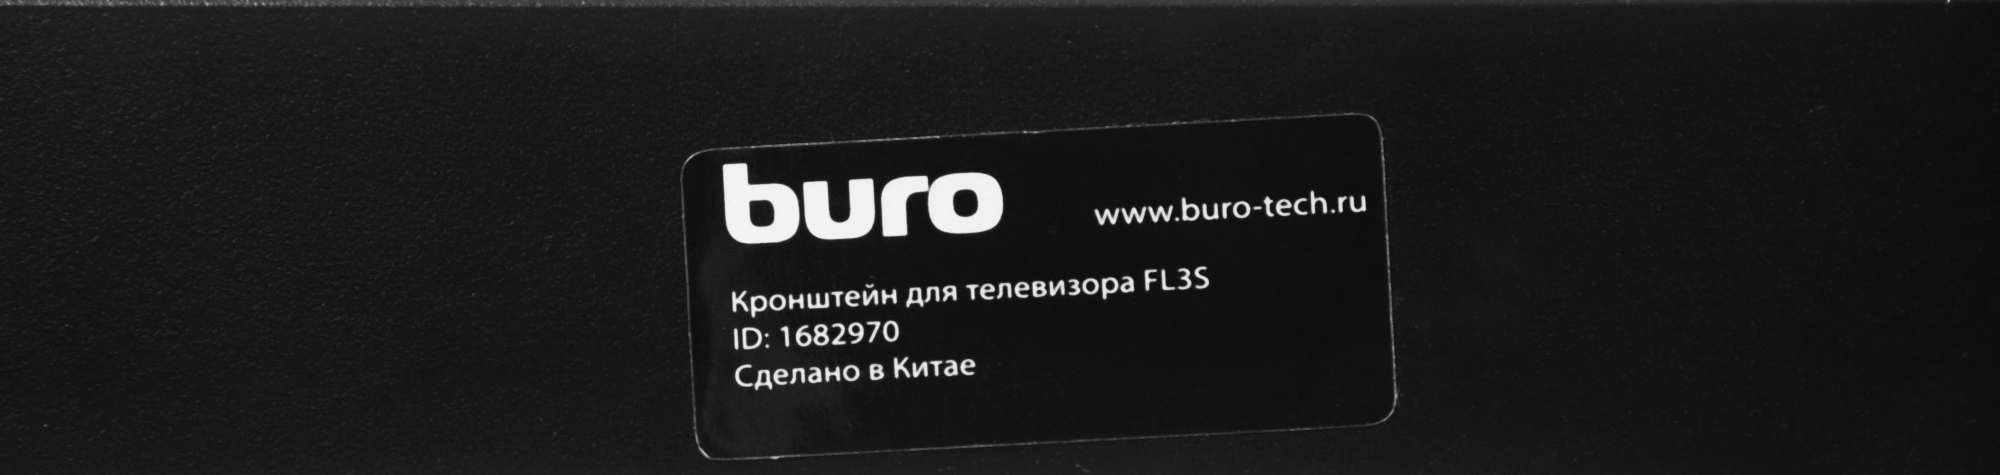 buro
www.buro-tech.ru
Кронштейн для телевизора FL3S
ID: 1682970
Сделано в Китае